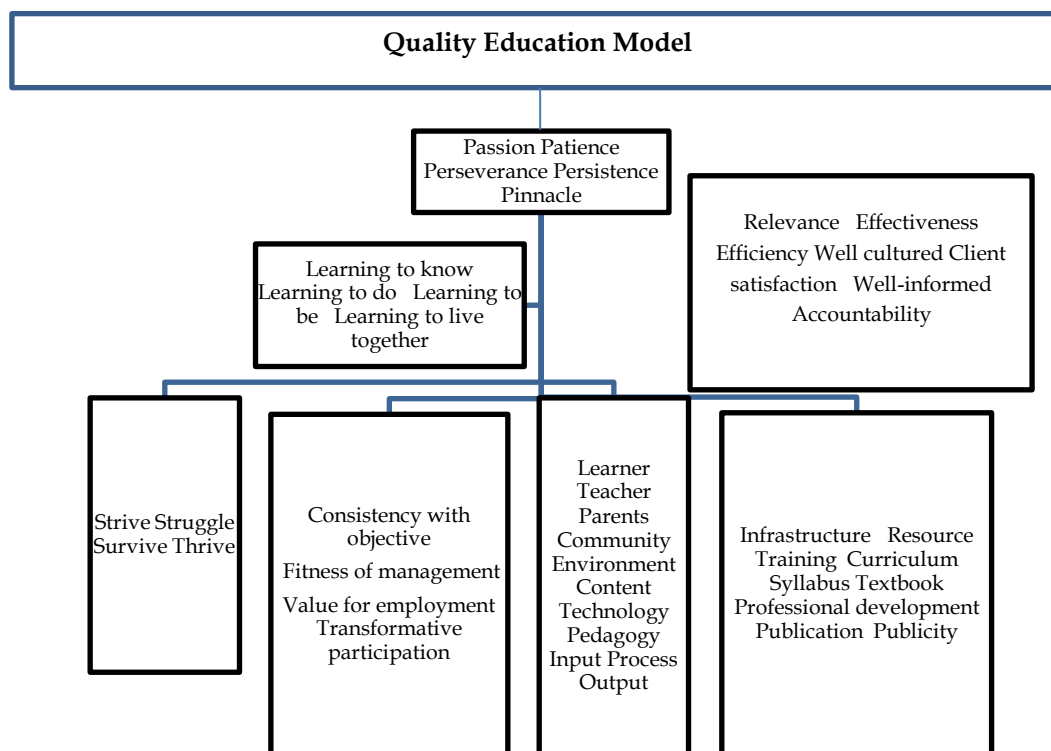 Quality Education Model
Passion Patience
Perseverance Persistence
Pinnacle
Relevance Effectiveness
Efficiency Well cultured Client
satisfaction Well-informed
Accountability
Learning to know
Learning to do Learning to
be Learning to live
together
Strive Struggle
Survive Thrive
Consistency with
objective
Fitness of management
Value for employment
Transformative
participation
Learner
Teacher
Parents
Community
Environment
Content
Technology
Pedagogy
Input Process
Output
Infrastructure Resource
Training Curriculum
Syllabus Textbook
Professional development
Publication Publicity